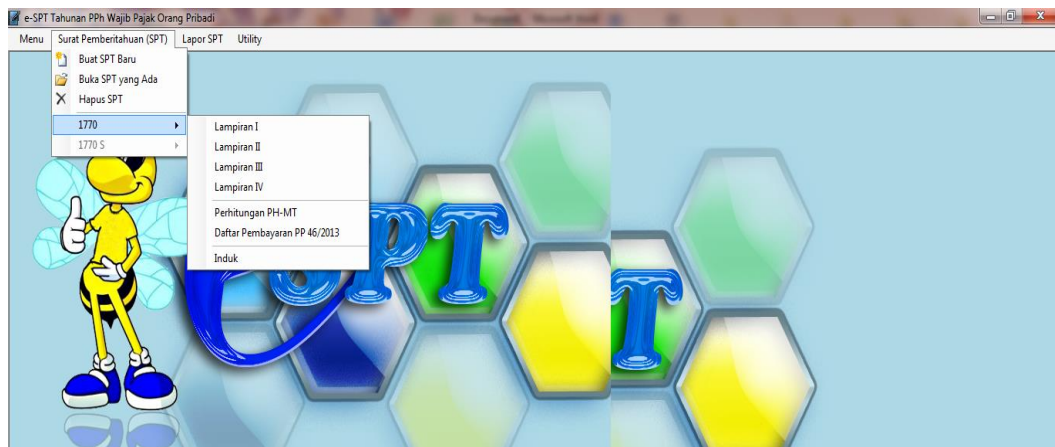 e-SPT Tahunan PPh Wajib Pajak Orang Pribadi
Menu Surat Pemberitahuan (SPT) Lapor SPT Utility
Buat SPT Baru
Buka SPT yang Ada
Hapus SPT
1770
1770 S
Lampiran I
Lampiran II
Lampiran III
Lampiran IV
Perhitungan PH-MT
Daftar Pembayaran PP 46/2013
Induk
eSPT
T